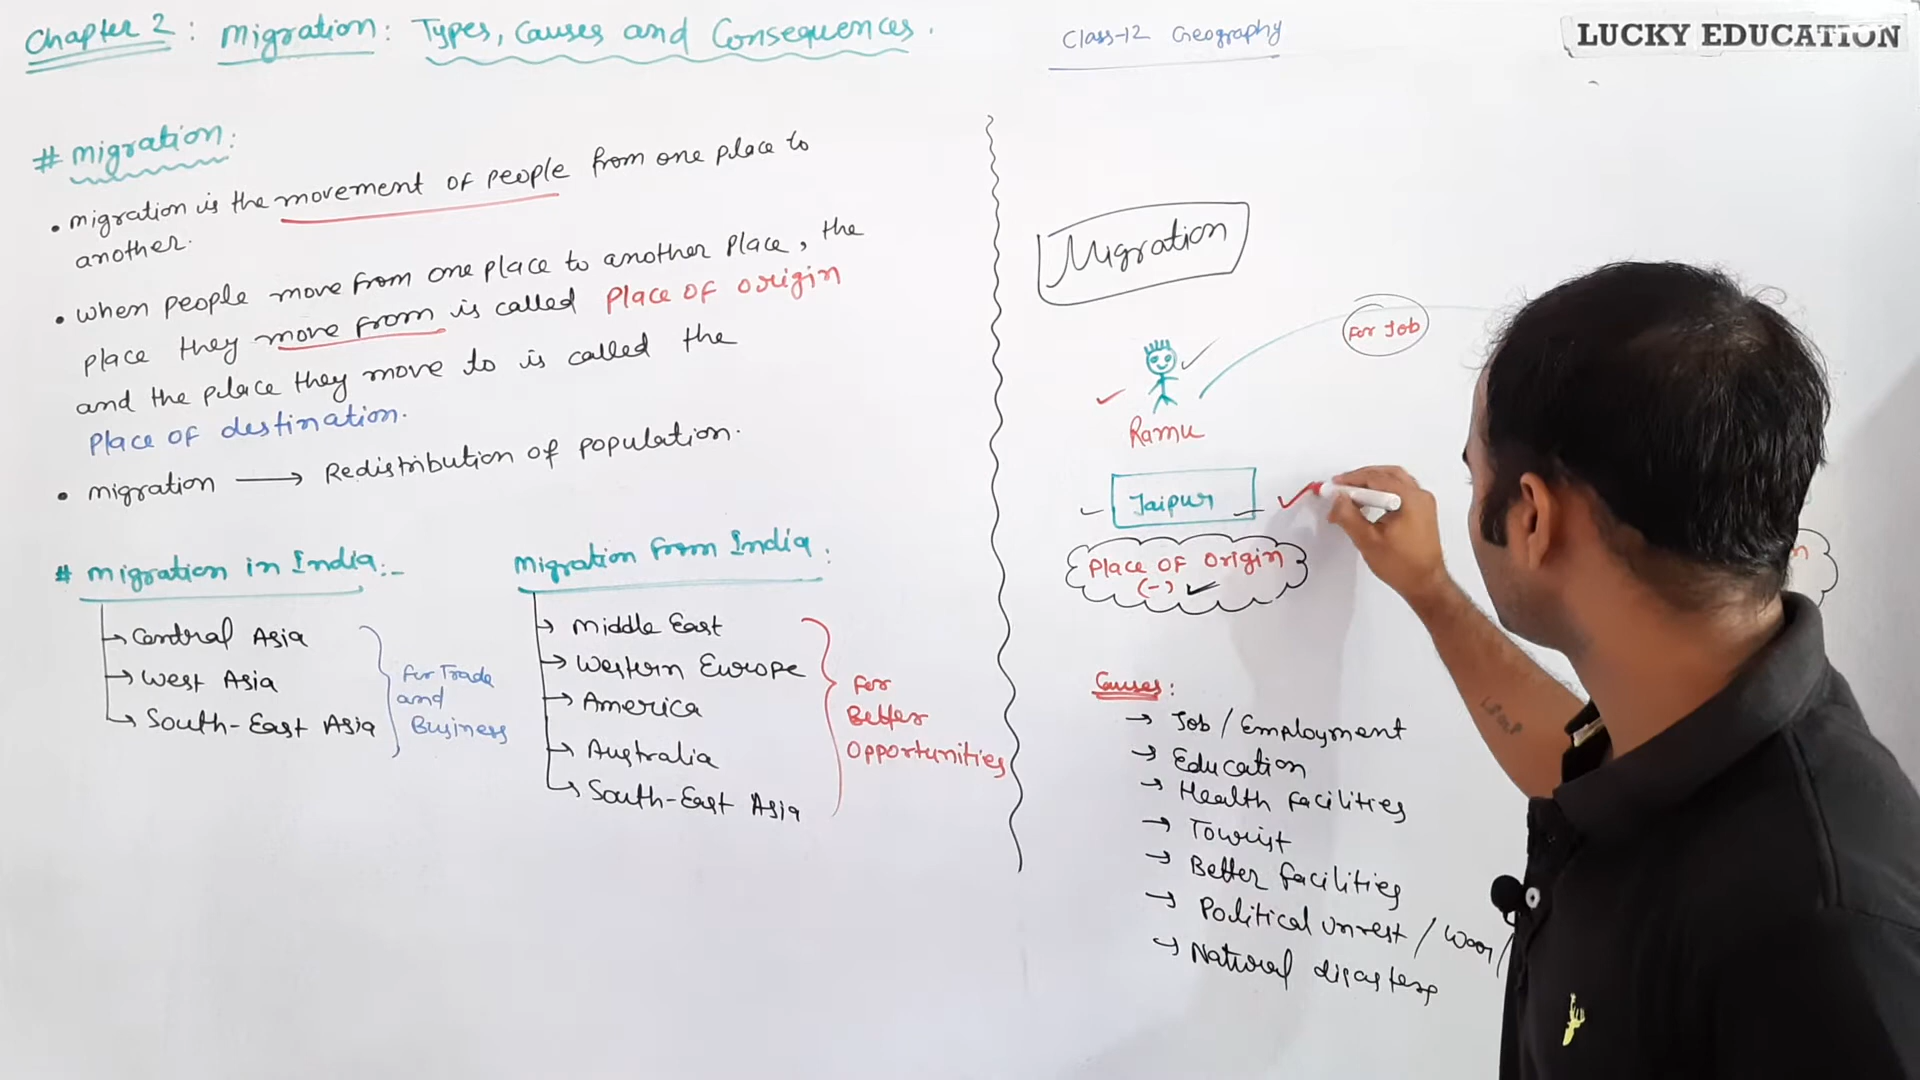 Chapter 2 : Migration : Types, Causes and Consequences.
Class-12 Geography
LUCKY EDUCATION
# Migration :
• Migration is the movement of people from one place to
another.
• When people move from one place to another place, the
place they move from is called Place of origin
and the place they move to is called the
Place of destination.
• Migration → Redistribution of population.
# Migration in India :-
→ Central Asia
→ West Asia
→ South-East Asia
For Trade
and
Business
Migration from India :
→ Middle East
→ Western Europe
→ America
→ Australia
→ South-East Asia
For
Better
Opportunities
Migration
For Job
Ramu
Jaipur
Place of origin
(-)
Causes :
→ Job / Employment
→ Education
→ Health facilities
→ Tourist
→ Better facilities
→ Political unrest / War /
→ Natural disasters